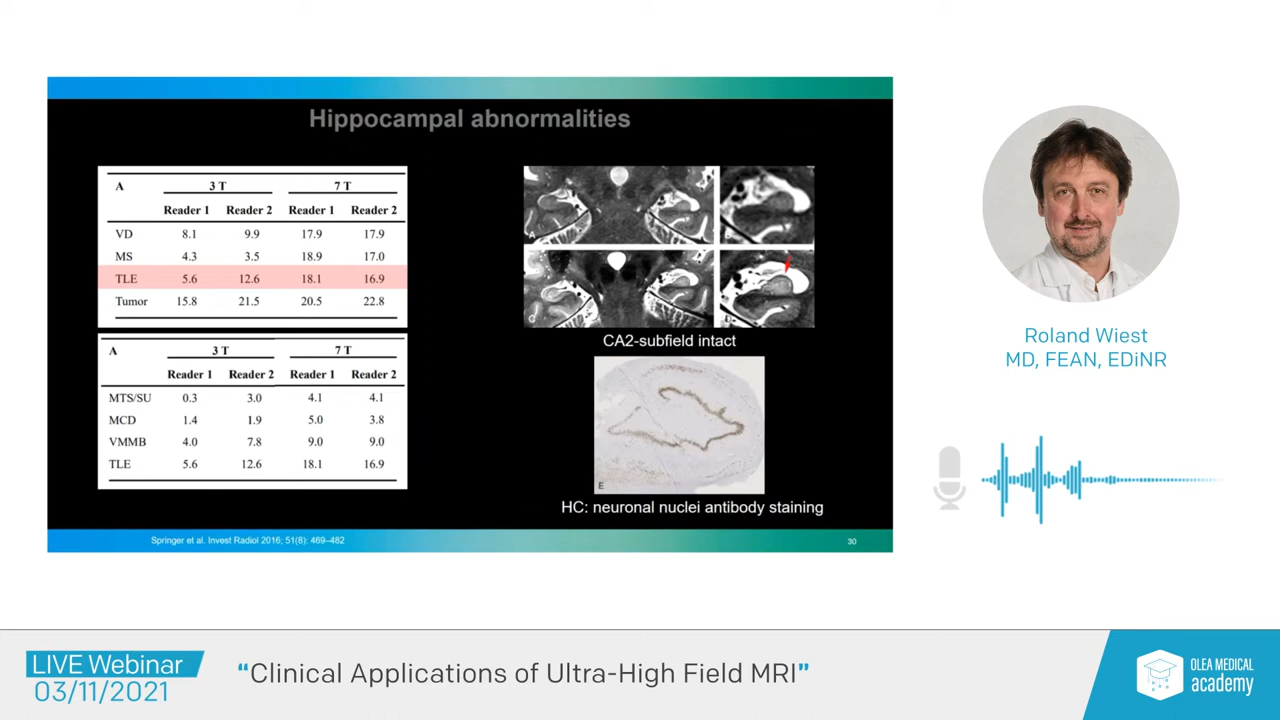 Hippocampal abnormalities
A 3 T 7 T
Reader 1 Reader 2 Reader 1 Reader 2
VD 8.1 9.9 17.9 17.9
MS 4.3 3.5 18.9 17.0
TLE 5.6 12.6 18.1 16.9
Tumor 15.8 21.5 20.5 22.8
A 3 T 7 T
Reader 1 Reader 2 Reader 1 Reader 2
MTS/SU 0.3 3.0 4.1 4.1
MCD 1.4 1.9 5.0 3.8
VMMB 4.0 7.8 9.0 9.0
TLE 5.6 12.6 18.1 16.9
CA2-subfield intact
E
HC: neuronal nuclei antibody staining
Springer et al. Invest Radiol 2016; 51(8): 469–482
30
Roland Wiest
MD, FEAN, EDiNR
LIVE Webinar
03/11/2021
“Clinical Applications of Ultra-High Field MRI”
OLEA MEDICAL
academy